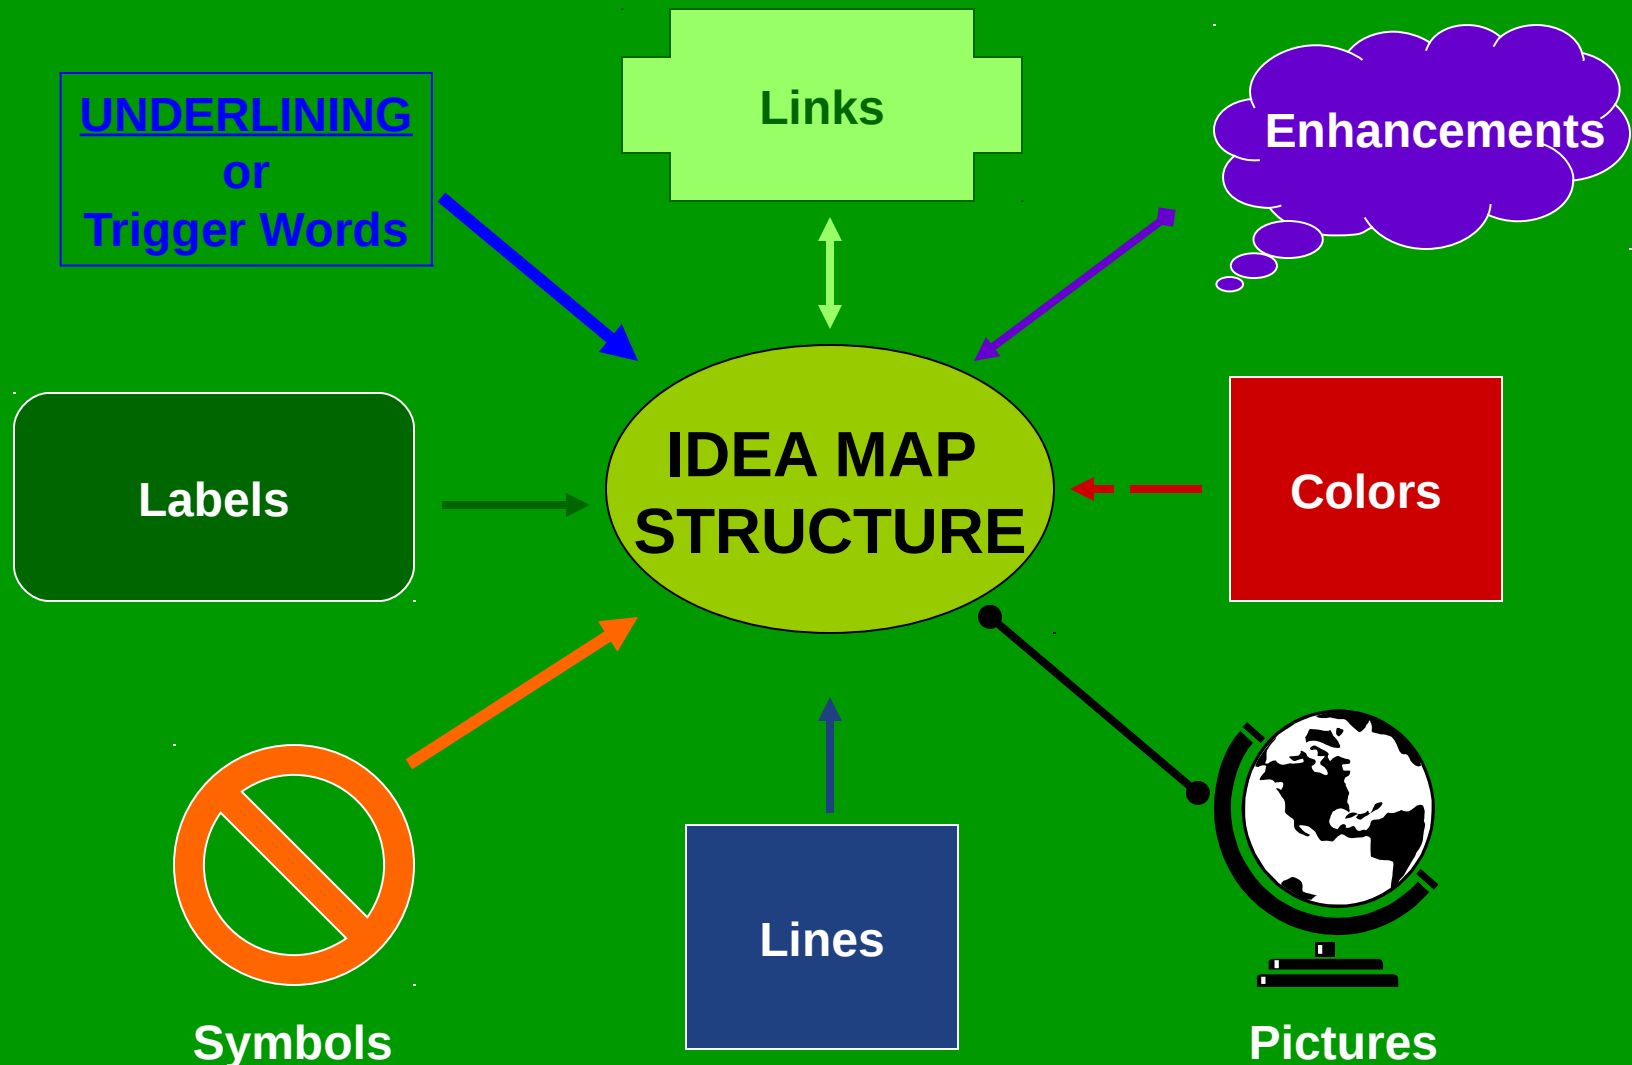 UNDERLINING
or
Trigger Words
Links
Enhancements
Labels
IDEA MAP
STRUCTURE
Colors
Symbols
Lines
Pictures